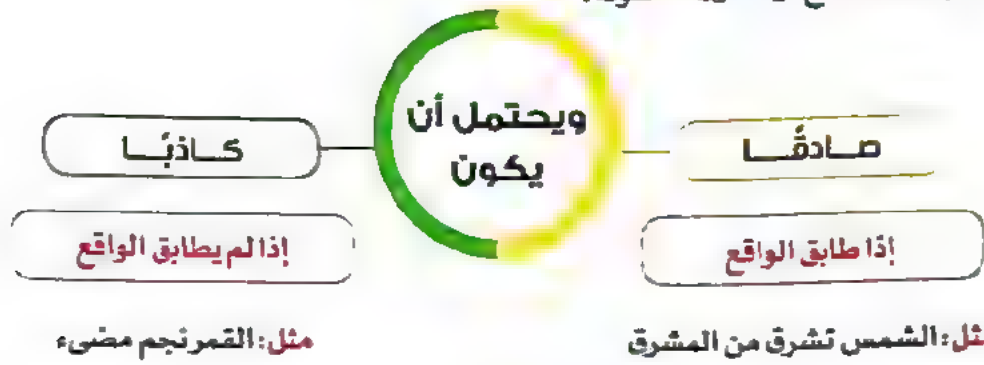 ويحتمل أن
يكون
صادقًا
كاذبًا
إذا طابق الواقع
إذا لم يطابق الواقع
مثل: الشمس تشرق من المشرق
مثل: القمر نجم مضىء